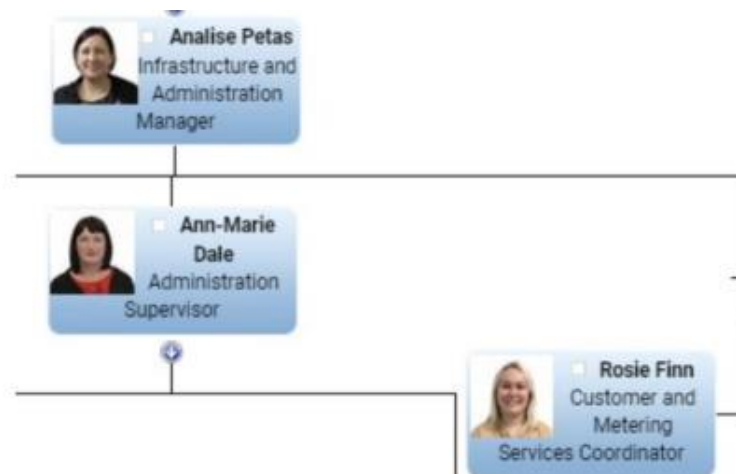 Analise Petas
Infrastructure and
Administration
Manager
Ann-Marie
Dale
Administration
Supervisor
Rosie Finn
Customer and
Metering
Services Coordinator